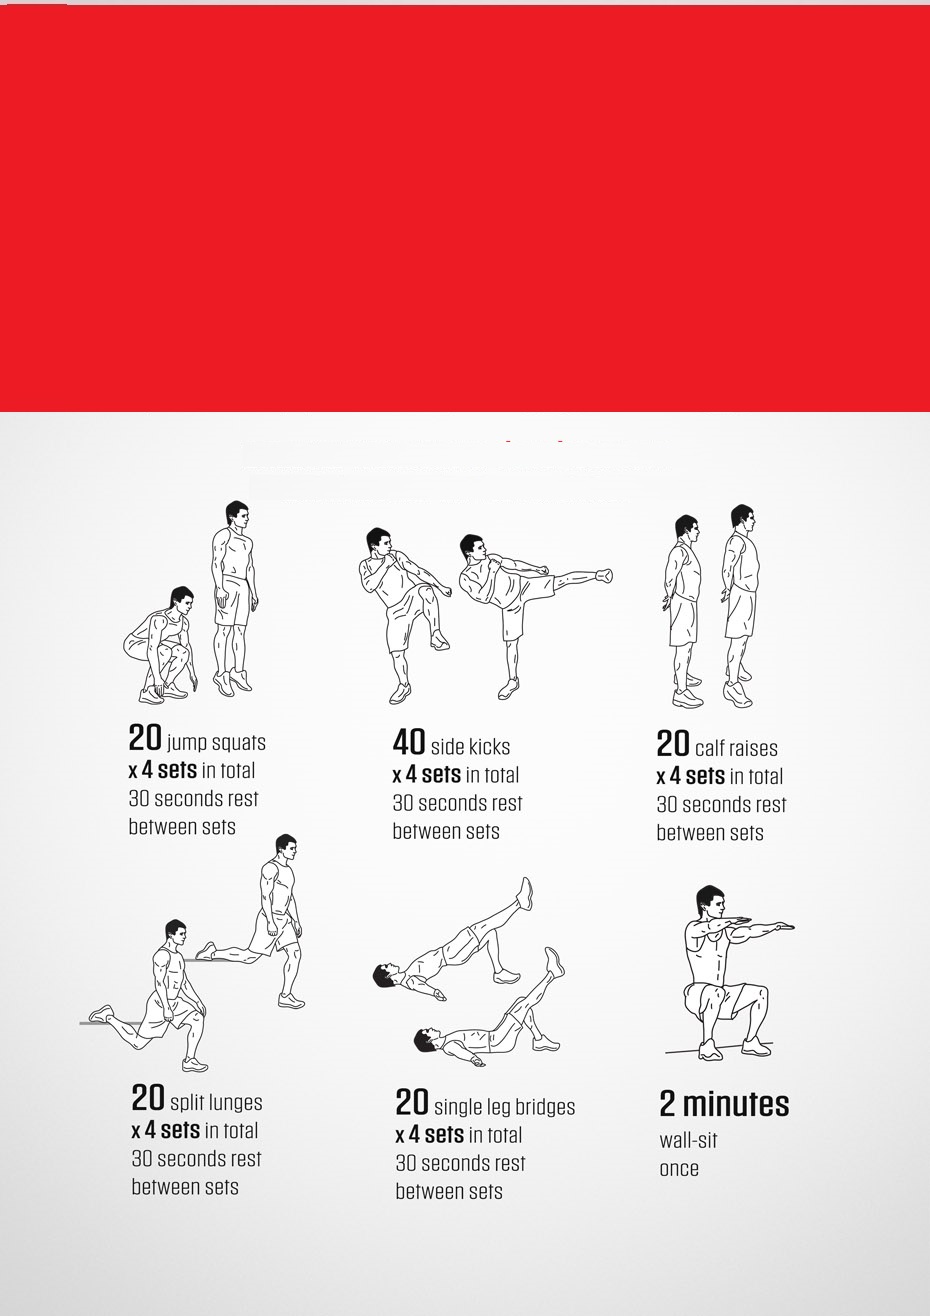 20 jump squats
x 4 sets in total
30 seconds rest
between sets
40 side kicks
x 4 sets in total
30 seconds rest
between sets
20 calf raises
x 4 sets in total
30 seconds rest
between sets
20 split lunges
x 4 sets in total
30 seconds rest
between sets
20 single leg bridges
x 4 sets in total
30 seconds rest
between sets
2 minutes
wall-sit
once